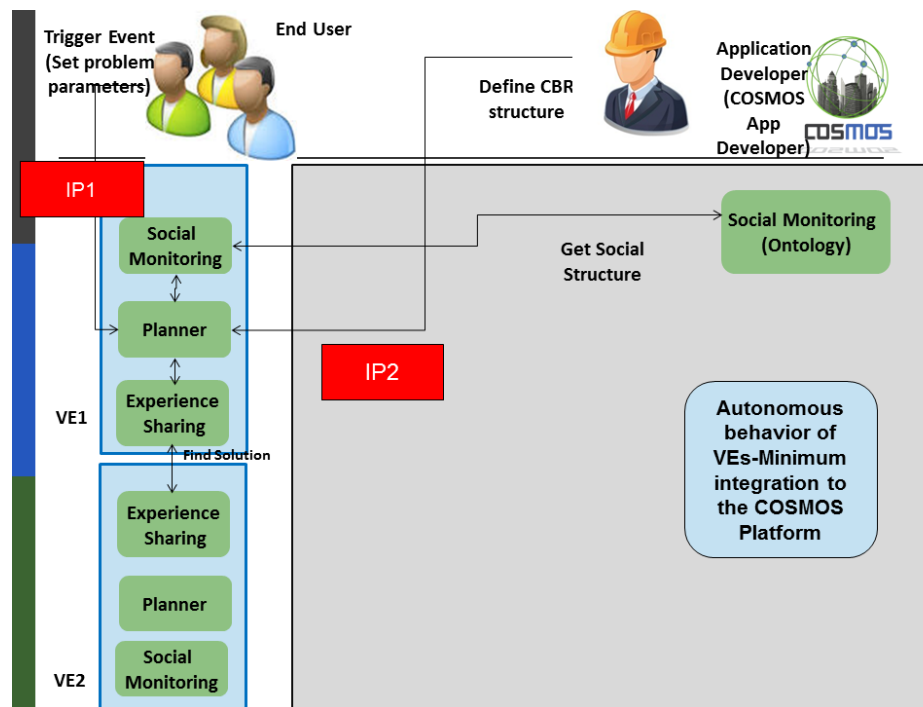 Trigger Event
(Set problem
parameters)
End User
Define CBR
structure
Application
Developer
(COSMOS
App
Developer)
COSMOS
IP1
Social
Monitoring
Planner
Experience
Sharing
VE1
Find Solution
Experience
Sharing
Planner
Social
Monitoring
VE2
Get Social
Structure
Social Monitoring
(Ontology)
IP2
Autonomous
behavior of
VEs-Minimum
integration to
the COSMOS
Platform